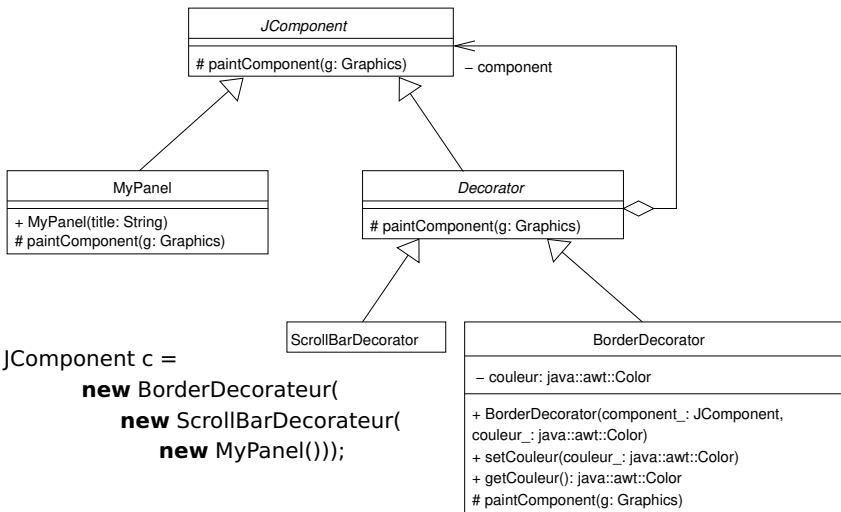 JComponent
# paintComponent(g: Graphics)
– component
MyPanel
+ MyPanel(title: String)
# paintComponent(g: Graphics)
Decorator
# paintComponent(g: Graphics)
ScrollBarDecorator
BorderDecorator
– couleur: java::awt::Color
+ BorderDecorator(component_: JComponent,
couleur_: java::awt::Color)
+ setCouleur(couleur_: java::awt::Color)
+ getCouleur(): java::awt::Color
# paintComponent(g: Graphics)
JComponent c =
new BorderDecorateur(
new ScrollBarDecorateur(
new MyPanel()));